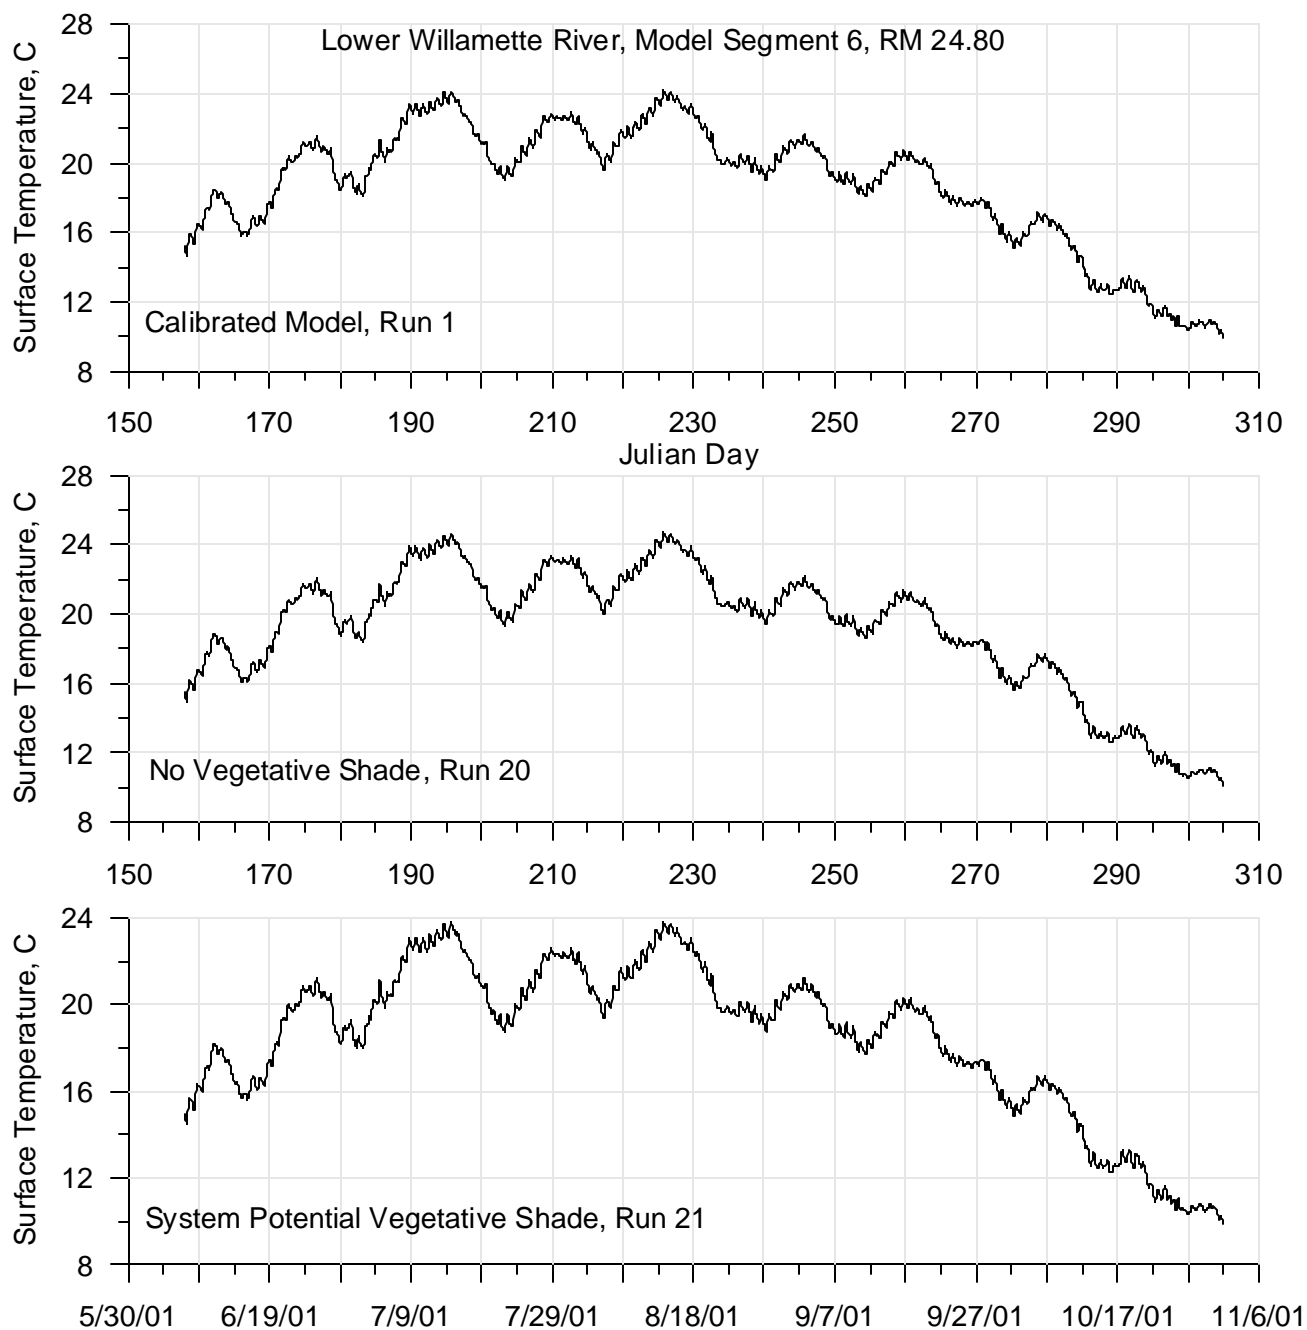 Lower Willamette River, Model Segment 6, RM 24.80
Surface Temperature, C
28
24
20
16
12
8
Calibrated Model, Run 1
150 170 190 210 230 250 270 290 310
Julian Day
Surface Temperature, C
28
24
20
16
12
8
No Vegetative Shade, Run 20
150 170 190 210 230 250 270 290 310
Surface Temperature, C
24
20
16
12
8
System Potential Vegetative Shade, Run 21
5/30/01 6/19/01 7/9/01 7/29/01 8/18/01 9/7/01 9/27/01 10/17/01 11/6/01